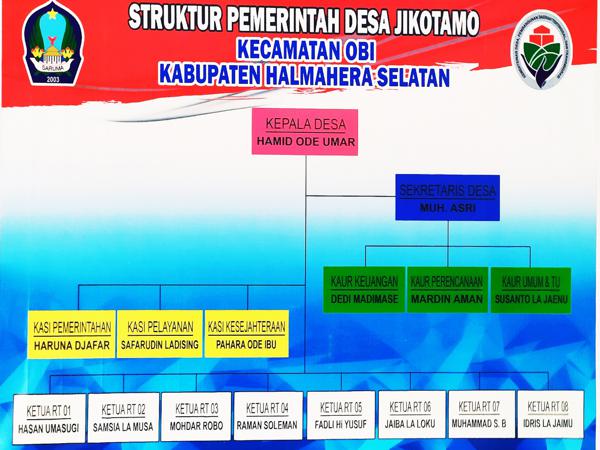 STRUKTUR PEMERINTAH DESA JIKOTAMO
KECAMATAN OBI
KABUPATEN HALMAHERA SELATAN
SARUMA
2003
KEPALA DESA
HAMID ODE UMAR
SEKRETARIS DESA
MUH. ASRI
KAUR KEUANGAN
DEDI MADIMASE
KAUR PERENCANAAN
MARDIN AMAN
KAUR UMUM & TU
SUSANTO LA JAENU
KASI PEMERINTAHAN
HARUNA DJAFAR
KASI PELAYANAN
SAFARUDIN LADISING
KASI KESEJAHTERAAN
PAHARA ODE IBU
KETUA RT 01
HASAN UMASUGI
KETUA RT 02
SAMSIA LA MUSA
KETUA RT 03
MOHDAR ROBO
KETUA RT 04
RAMAN SOLEMAN
KETUA RT 05
FADLI Hi YUSUF
KETUA RT 06
JAIBA LA LOKU
KETUA RT 07
MUHAMMAD S. B
KETUA RT 08
IDRIS LA JAIMU